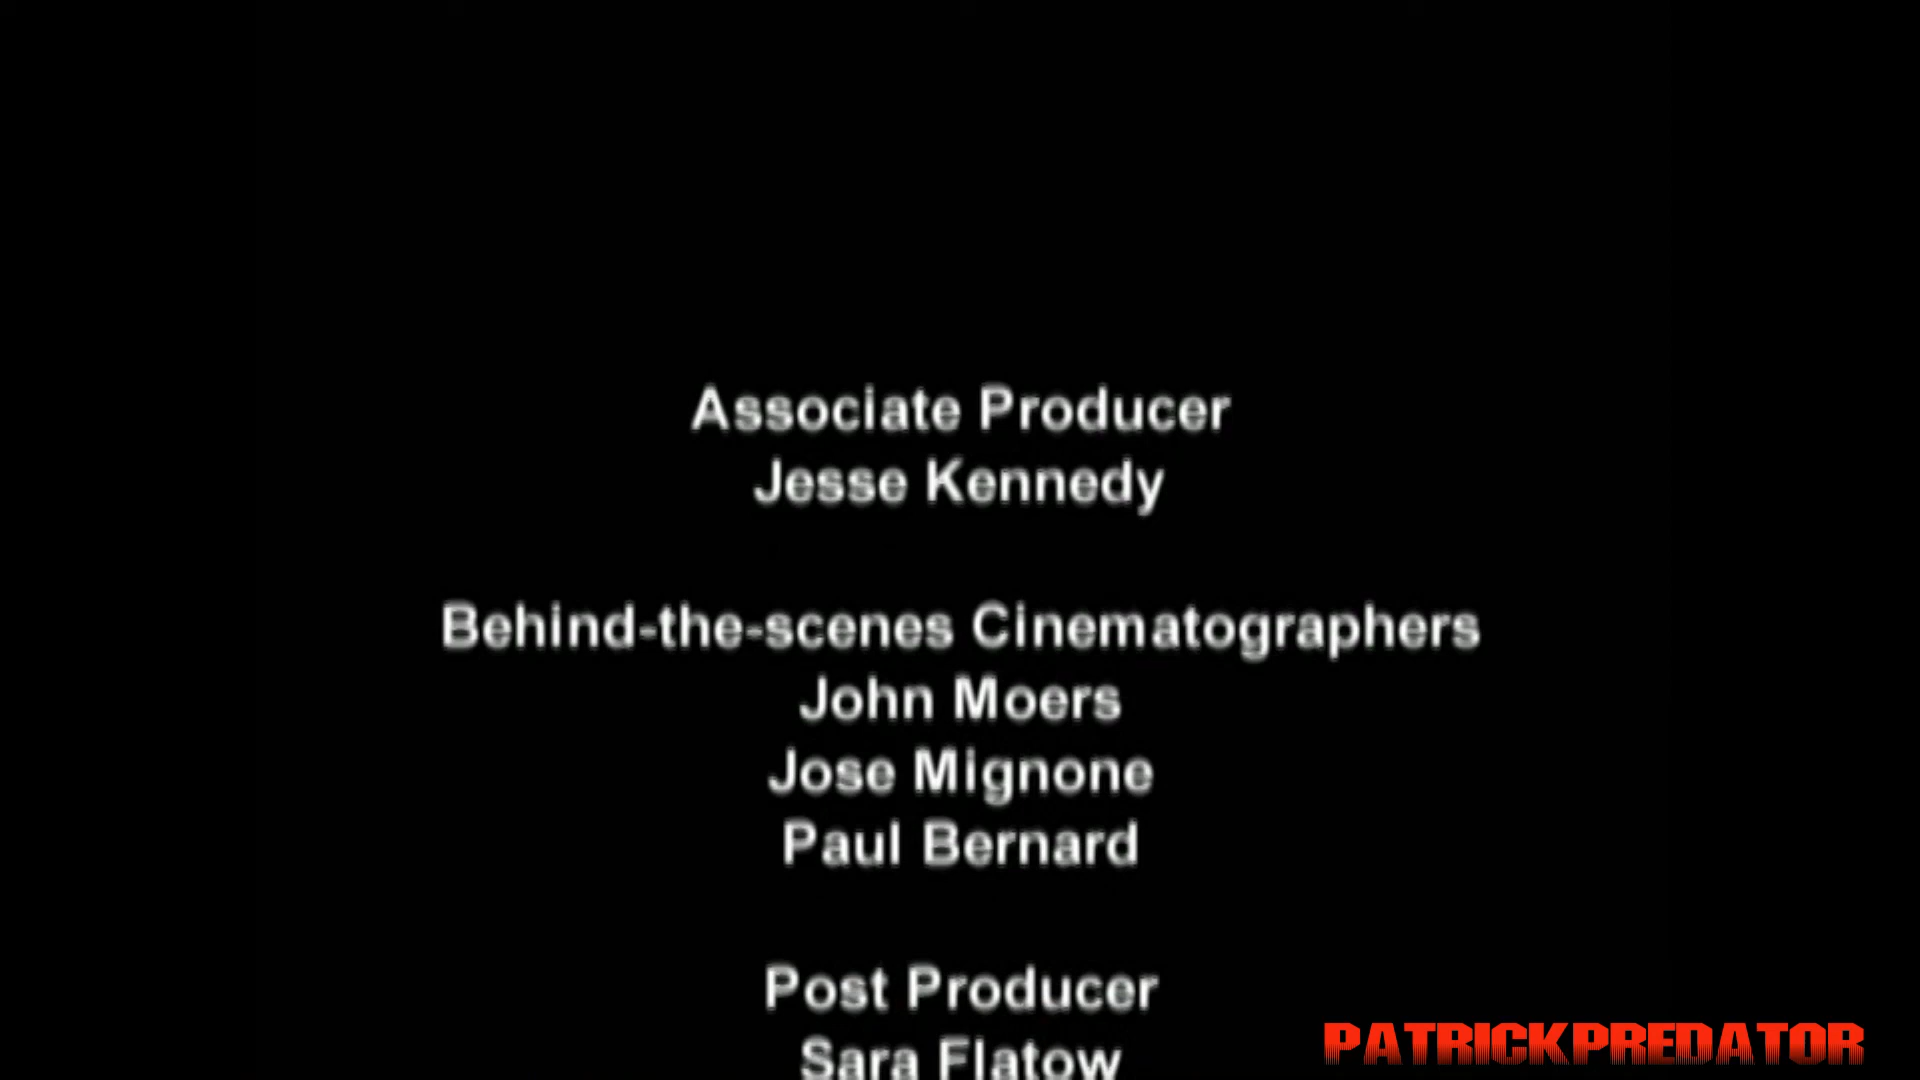 Associate Producer
Jesse Kennedy
Behind-the-scenes Cinematographers
John Moers
Jose Mignone
Paul Bernard
Post Producer
Sara Flatow
PATRICKPREDATOR